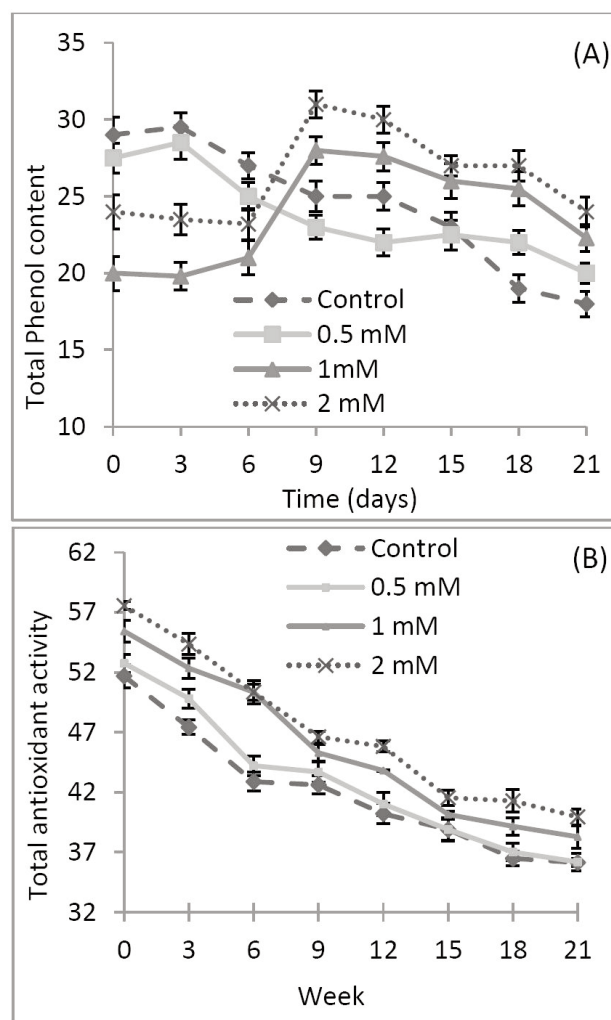 (A)
35
30
25
20
15
10
Total Phenol content
Control
0.5 mM
1mM
2 mM
0 3 6 9 12 15 18 21
Time (days)
(B)
62
57
52
47
42
37
32
Total antioxidant activity
Control
0.5 mM
1 mM
2 mM
0 3 6 9 12 15 18 21
Week